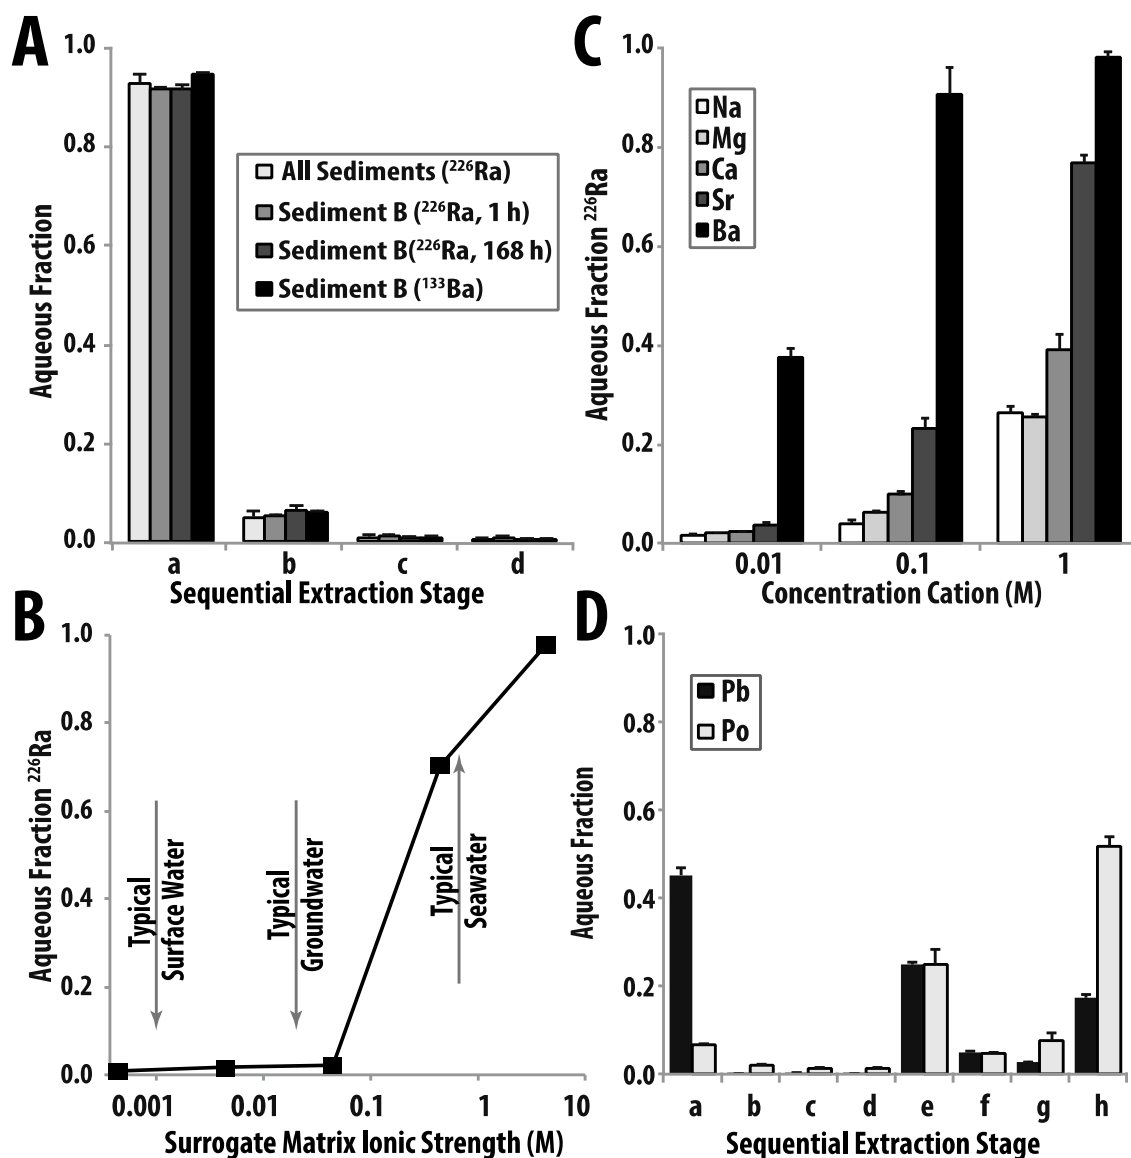 A
1.0
0.8
0.6
0.4
0.2
0.0
Aqueous Fraction
All Sediments (²²⁶Ra)
Sediment B (²²⁶Ra, 1 h)
Sediment B(²²⁶Ra, 168 h)
Sediment B (¹³³Ba)
a b c d
Sequential Extraction Stage
C
1.0
0.8
0.6
0.4
0.2
0.0
Aqueous Fraction ²²⁶Ra
Na
Mg
Ca
Sr
Ba
0.01 0.1 1
Concentration Cation (M)
B
1.0
0.8
0.6
0.4
0.2
0.0
Aqueous Fraction ²²⁶Ra
Typical
Surface Water
Typical
Groundwater
Typical
Seawater
0.001 0.01 0.1 1 10
Surrogate Matrix Ionic Strength (M)
D
1.0
0.8
0.6
0.4
0.2
0.0
Aqueous Fraction
Pb
Po
a b c d e f g h
Sequential Extraction Stage